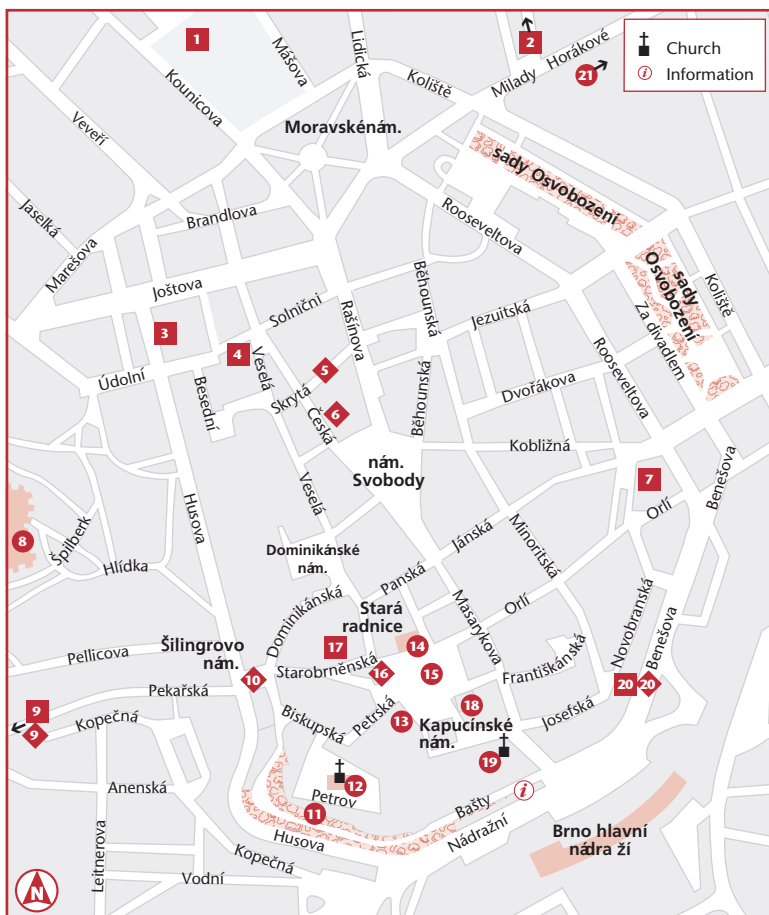 1
2
Mášova
Lidická
Milady Horákové
21
Church
i Information
Kounicova
Koliště
Veveří
Moravskénám.
sady Osvobození
Jaselká
Brandlova
Rooseveltova
Marešova
sady
Osvobození
Koliště
Joštova
Solniční
Rašínova
Běhounská
Jezuitská
Za divadlem
3
4
Veselá
5
Rooseveltova
Údolní
Besední
Skrytá
6
Česká
Běhounská
Dvořákova
Kobližná
nám.
Svobody
7
Benešova
Husova
Veselá
Orlí
8
Špilberk
Hlídka
Dominikánské
nám.
Jánská
Minoritská
Panská
Dominikánská
Stará
radnice
Masarykova
Orlí
Novobranská
Benešova
Pellicova
Šilingrovo
nám.
17
14
Starobrněnská
16
15
Františkánská
10
20
20
9
Pekařská
9
Kopečná
Biskupská
Petrská
13
18
Kapucínské
nám.
Josefská
19
12
Petrov
11
Anenská
Bašty
i
Nádražní
Brno hlavní
nádra ží
Leitnerova
Husova
Kopečná
Vodní
N